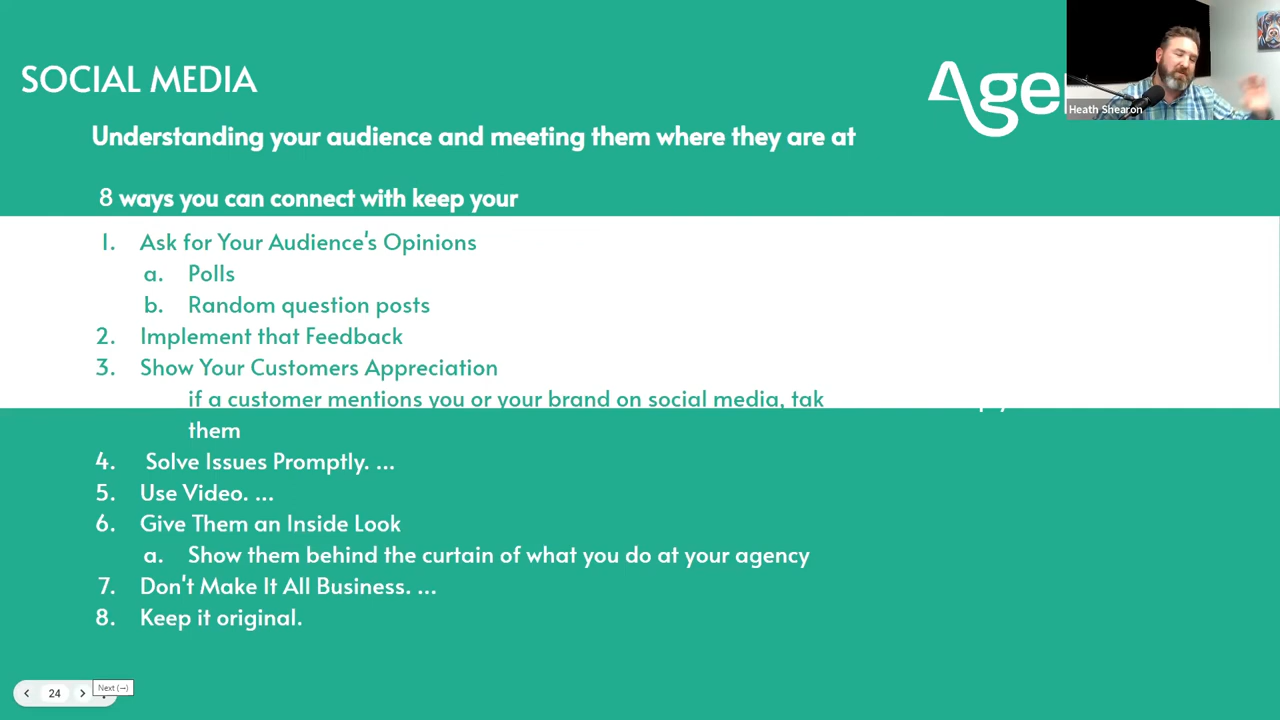 SOCIAL MEDIA
Age
Heath Shearon
Understanding your audience and meeting them where they are at
8 ways you can connect with keep your
1. Ask for Your Audience's Opinions
a. Polls
b. Random question posts
2. Implement that Feedback
3. Show Your Customers Appreciation
if a customer mentions you or your brand on social media, tak
them
4. Solve Issues Promptly. ...
5. Use Video. ...
6. Give Them an Inside Look
a. Show them behind the curtain of what you do at your agency
7. Don't Make It All Business. ...
8. Keep it original.
24
Next (→)